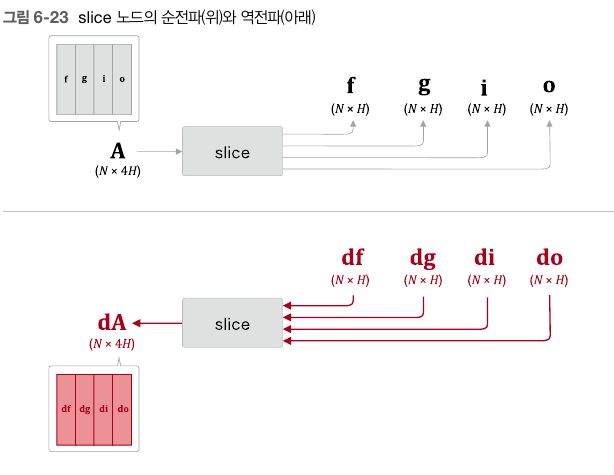 그림 6-23 slice 노드의 순전파(위)와 역전파(아래)
f g i o
f g i o
(N × H) (N × H) (N × H) (N × H)
A
(N × 4H)
slice
df dg di do
(N × H) (N × H) (N × H) (N × H)
dA
(N × 4H)
slice
df dg di do